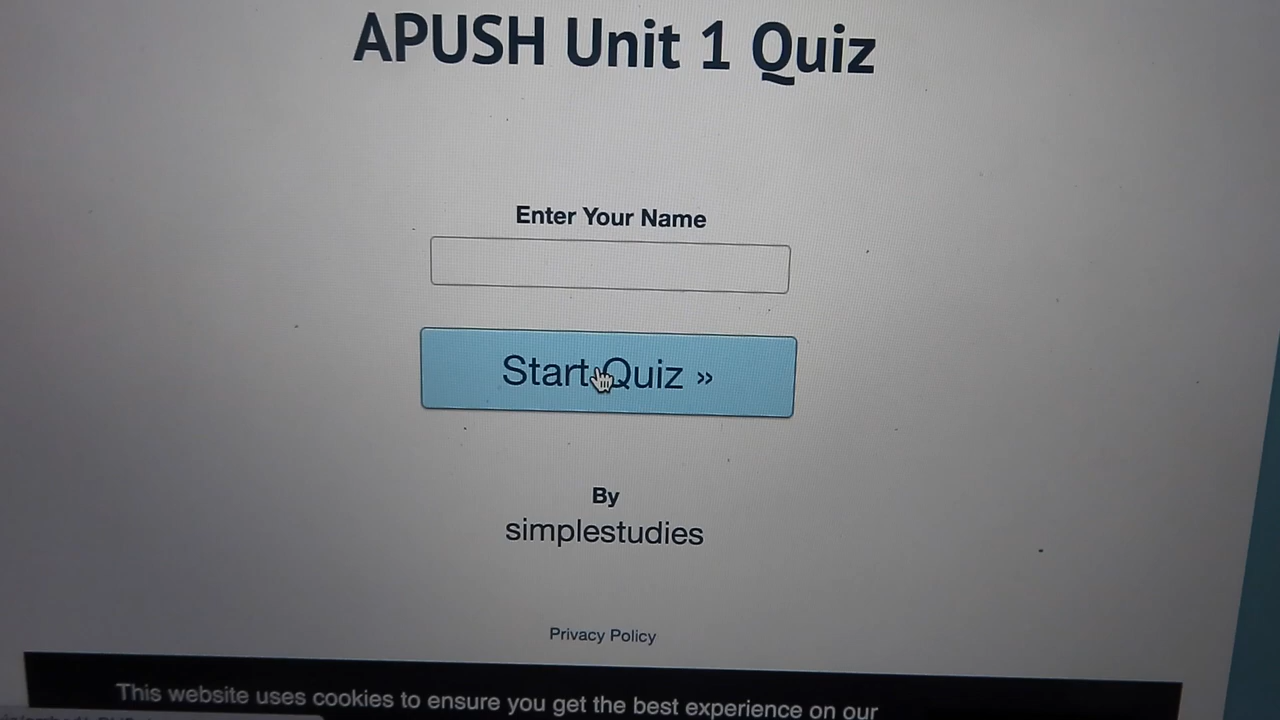 APUSH Unit 1 Quiz
Enter Your Name
Start Quiz »
By
simplestudies
Privacy Policy
This website uses cookies to ensure you get the best experience on our